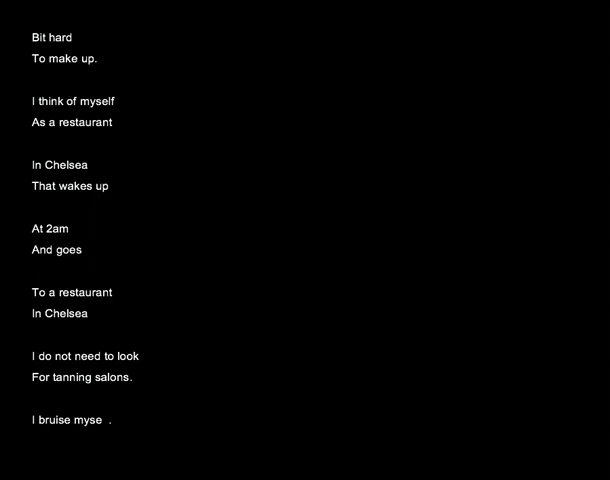 Bit hard
To make up.
I think of myself
As a restaurant
In Chelsea
That wakes up
At 2am
And goes
To a restaurant
In Chelsea
I do not need to look
For tanning salons.
I bruise myse .